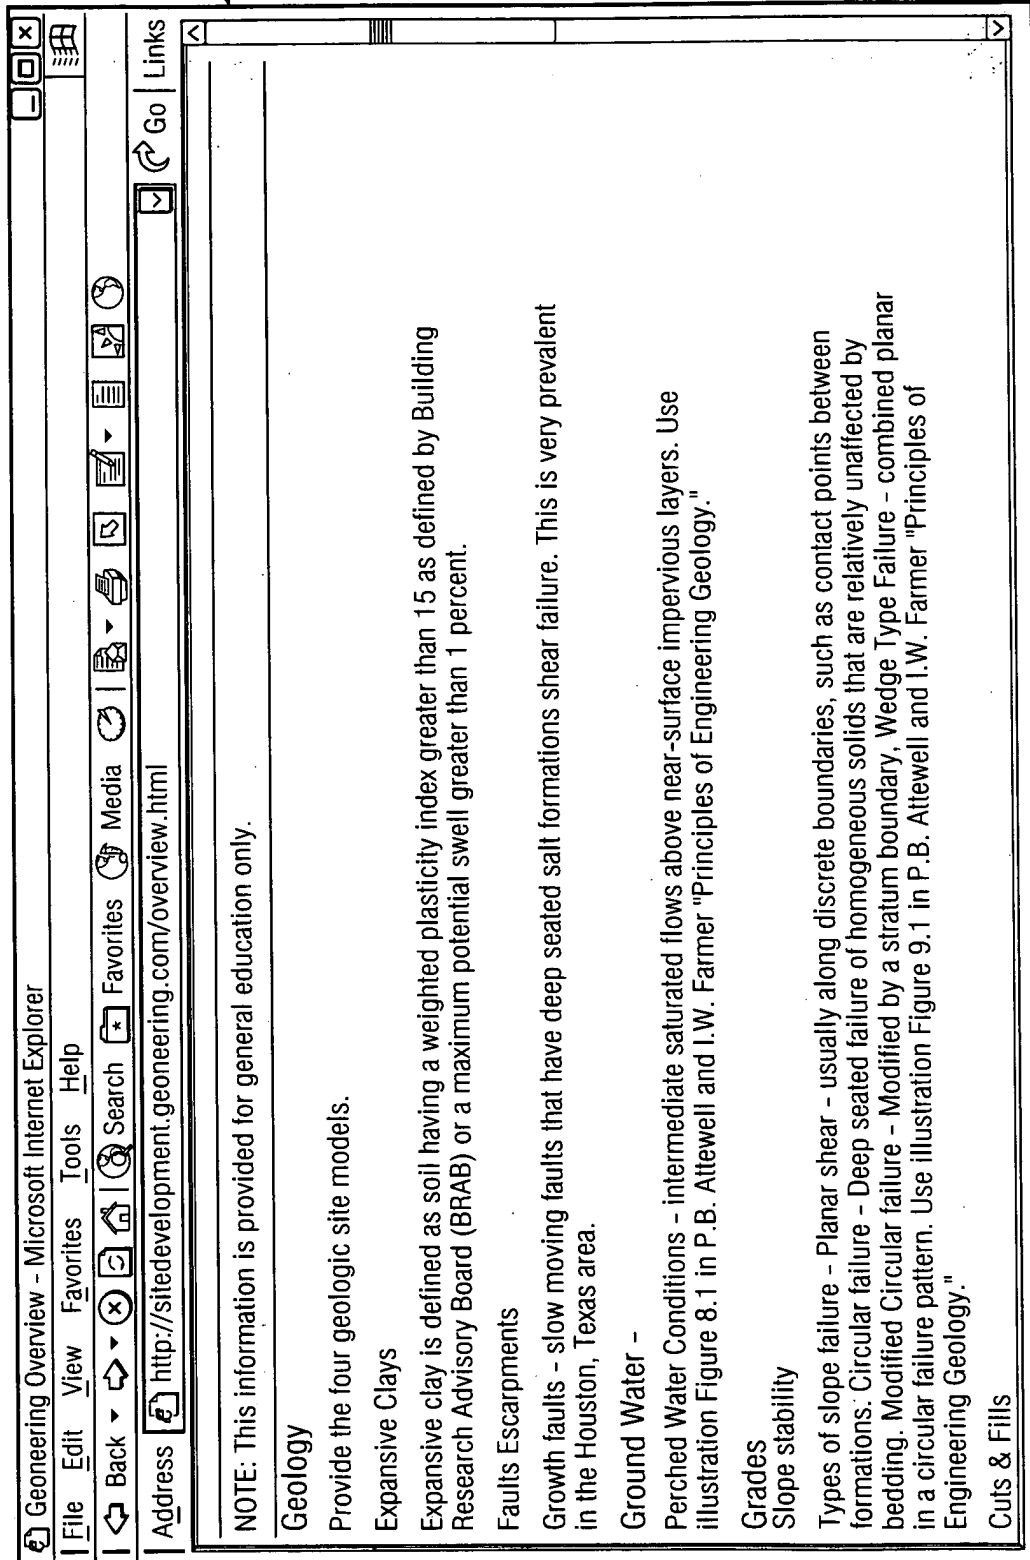 Geoneering Overview - Microsoft Internet Explorer
File Edit View Favorites Tools Help
Back Search Favorites Media
Address http://sitedevelopment.geoneering.com/overview.html Go Links
NOTE: This information is provided for general education only.
Geology
Provide the four geologic site models.
Expansive Clays
Expansive clay is defined as soil having a weighted plasticity index greater than 15 as defined by Building
Research Advisory Board (BRAB) or a maximum potential swell greater than 1 percent.
Faults Escarpments
Growth faults - slow moving faults that have deep seated salt formations shear failure. This is very prevalent
in the Houston, Texas area.
Ground Water -
Perched Water Conditions - intermediate saturated flows above near-surface impervious layers. Use
illustration Figure 8.1 in P.B. Attewell and I.W. Farmer "Principles of Engineering Geology."
Grades
Slope stability
Types of slope failure - Planar shear - usually along discrete boundaries, such as contact points between
formations. Circular failure - Deep seated failure of homogeneous solids that are relatively unaffected by
bedding. Modified Circular failure - Modified by a stratum boundary, Wedge Type Failure - combined planar
in a circular failure pattern. Use illustration Figure 9.1 in P.B. Attewell and I.W. Farmer "Principles of
Engineering Geology."
Cuts & Fills